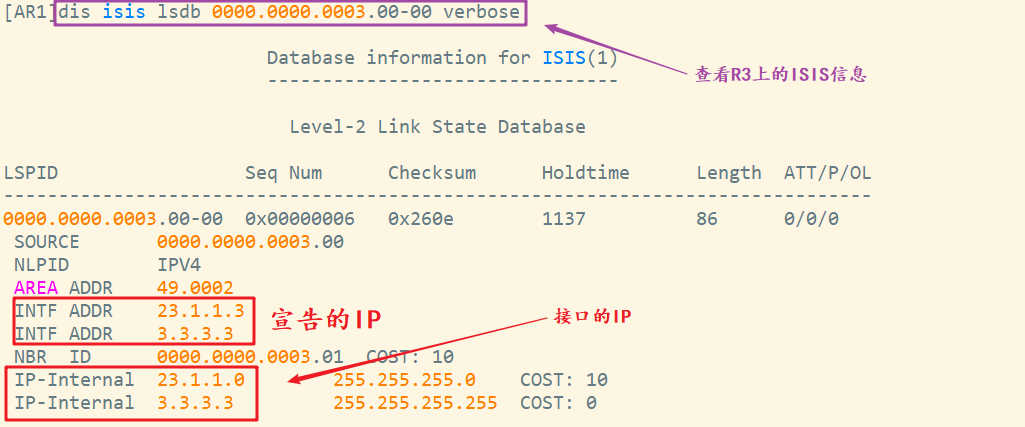 [AR1]dis isis lsdb 0000.0000.0003.00-00 verbose
Database information for ISIS(1)
--------------------------------
查看R3上的ISIS信息
Level-2 Link State Database
LSPID Seq Num Checksum Holdtime Length ATT/P/OL
-------------------------------------------------------------------------------
0000.0000.0003.00-00 0x00000006 0x260e 1137 86 0/0/0
SOURCE 0000.0000.0003.00
NLPID IPV4
AREA ADDR 49.0002
INTF ADDR 23.1.1.3
INTF ADDR 3.3.3.3
宣告的IP
接口的IP
NBR ID 0000.0000.0003.01 COST: 10
IP-Internal 23.1.1.0 255.255.255.0 COST: 10
IP-Internal 3.3.3.3 255.255.255.255 COST: 0